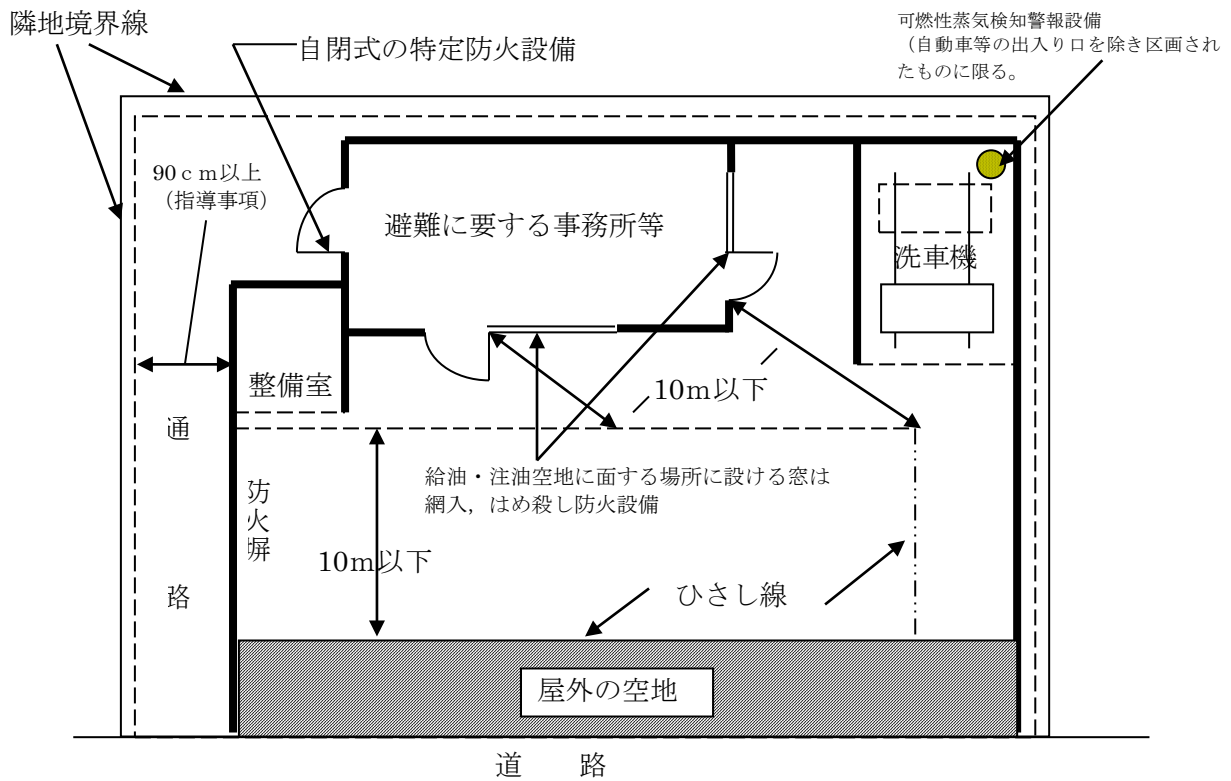 隣地境界線
自閉式の特定防火設備
可燃性蒸気検知警報設備
（自動車等の出入り口を除き区画され
たものに限る。
90ｃｍ以上
（指導事項）
避難に要する事務所等
洗車機
整備室
10m以下
通
路
給油・注油空地に面する場所に設ける窓は
網入，はめ殺し防火設備
防火塀
10m以下
ひさし線
屋外の空地
道　　路